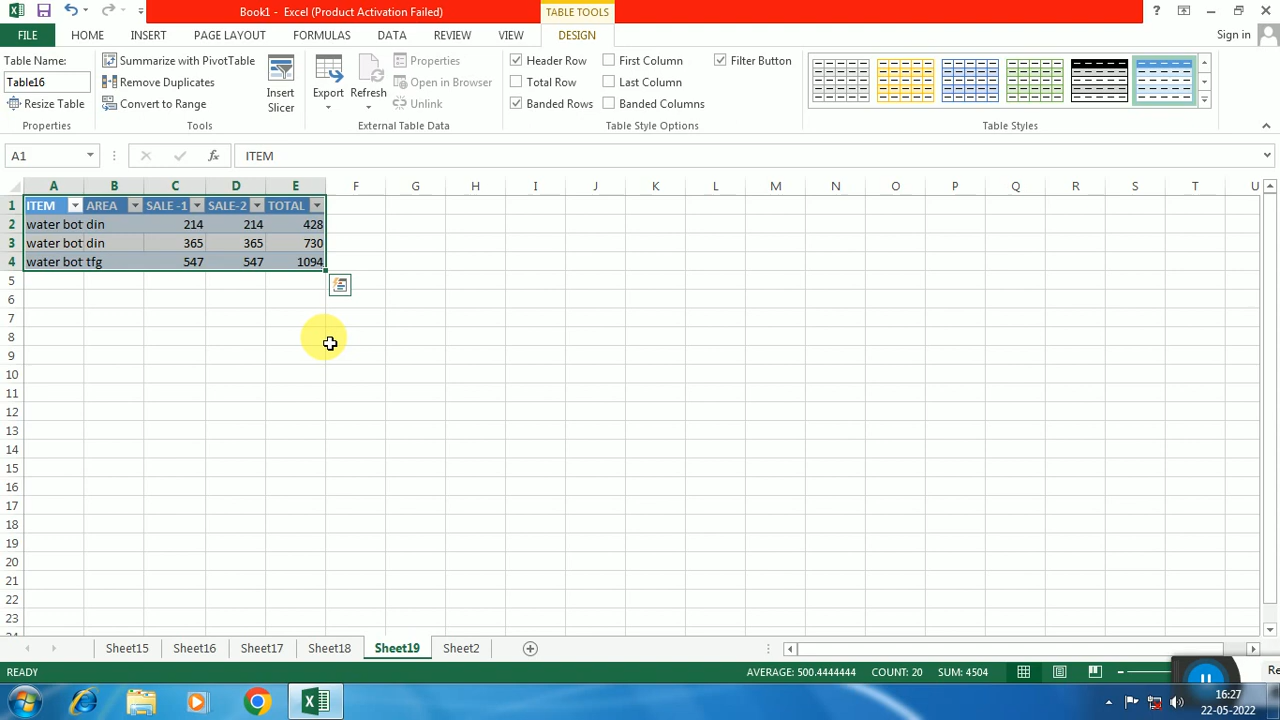 Book1 - Excel (Product Activation Failed)
TABLE TOOLS
?
FILE
HOME
INSERT
PAGE LAYOUT
FORMULAS
DATA
REVIEW
VIEW
DESIGN
Sign in
Table Name:
Table16
Resize Table
Properties
Summarize with PivotTable
Remove Duplicates
Convert to Range
Tools
Insert
Slicer
Export
Refresh
Properties
Open in Browser
Unlink
External Table Data
Header Row
Total Row
Banded Rows
First Column
Last Column
Banded Columns
Filter Button
Table Style Options
Table Styles
A1
fx
ITEM
A B C D E F G H I J K L M N O P Q R S T U
1 ITEM AREA SALE -1 SALE-2 TOTAL
2 water bot din 214 214 428
3 water bot din 365 365 730
4 water bot tfg 547 547 1094
5
6
7
8
9
10
11
12
13
14
15
16
17
18
19
20
21
22
23
Sheet15 Sheet16 Sheet17 Sheet18 Sheet19 Sheet2
READY
AVERAGE: 500.4444444 COUNT: 20 SUM: 4504
16:27
22-05-2022